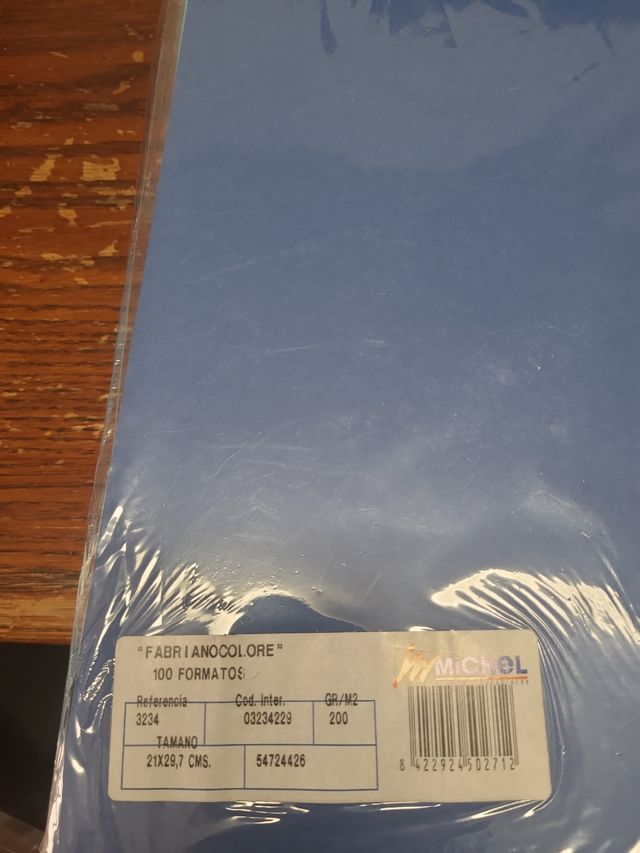 "FABRIANOCOLORE"
100 FORMATOS
MICHEL
Referencia Cod. Inter. GR/M2
3234 03234229 200
TAMANO
21X29,7 CMS. 54724426
8 422924 502712